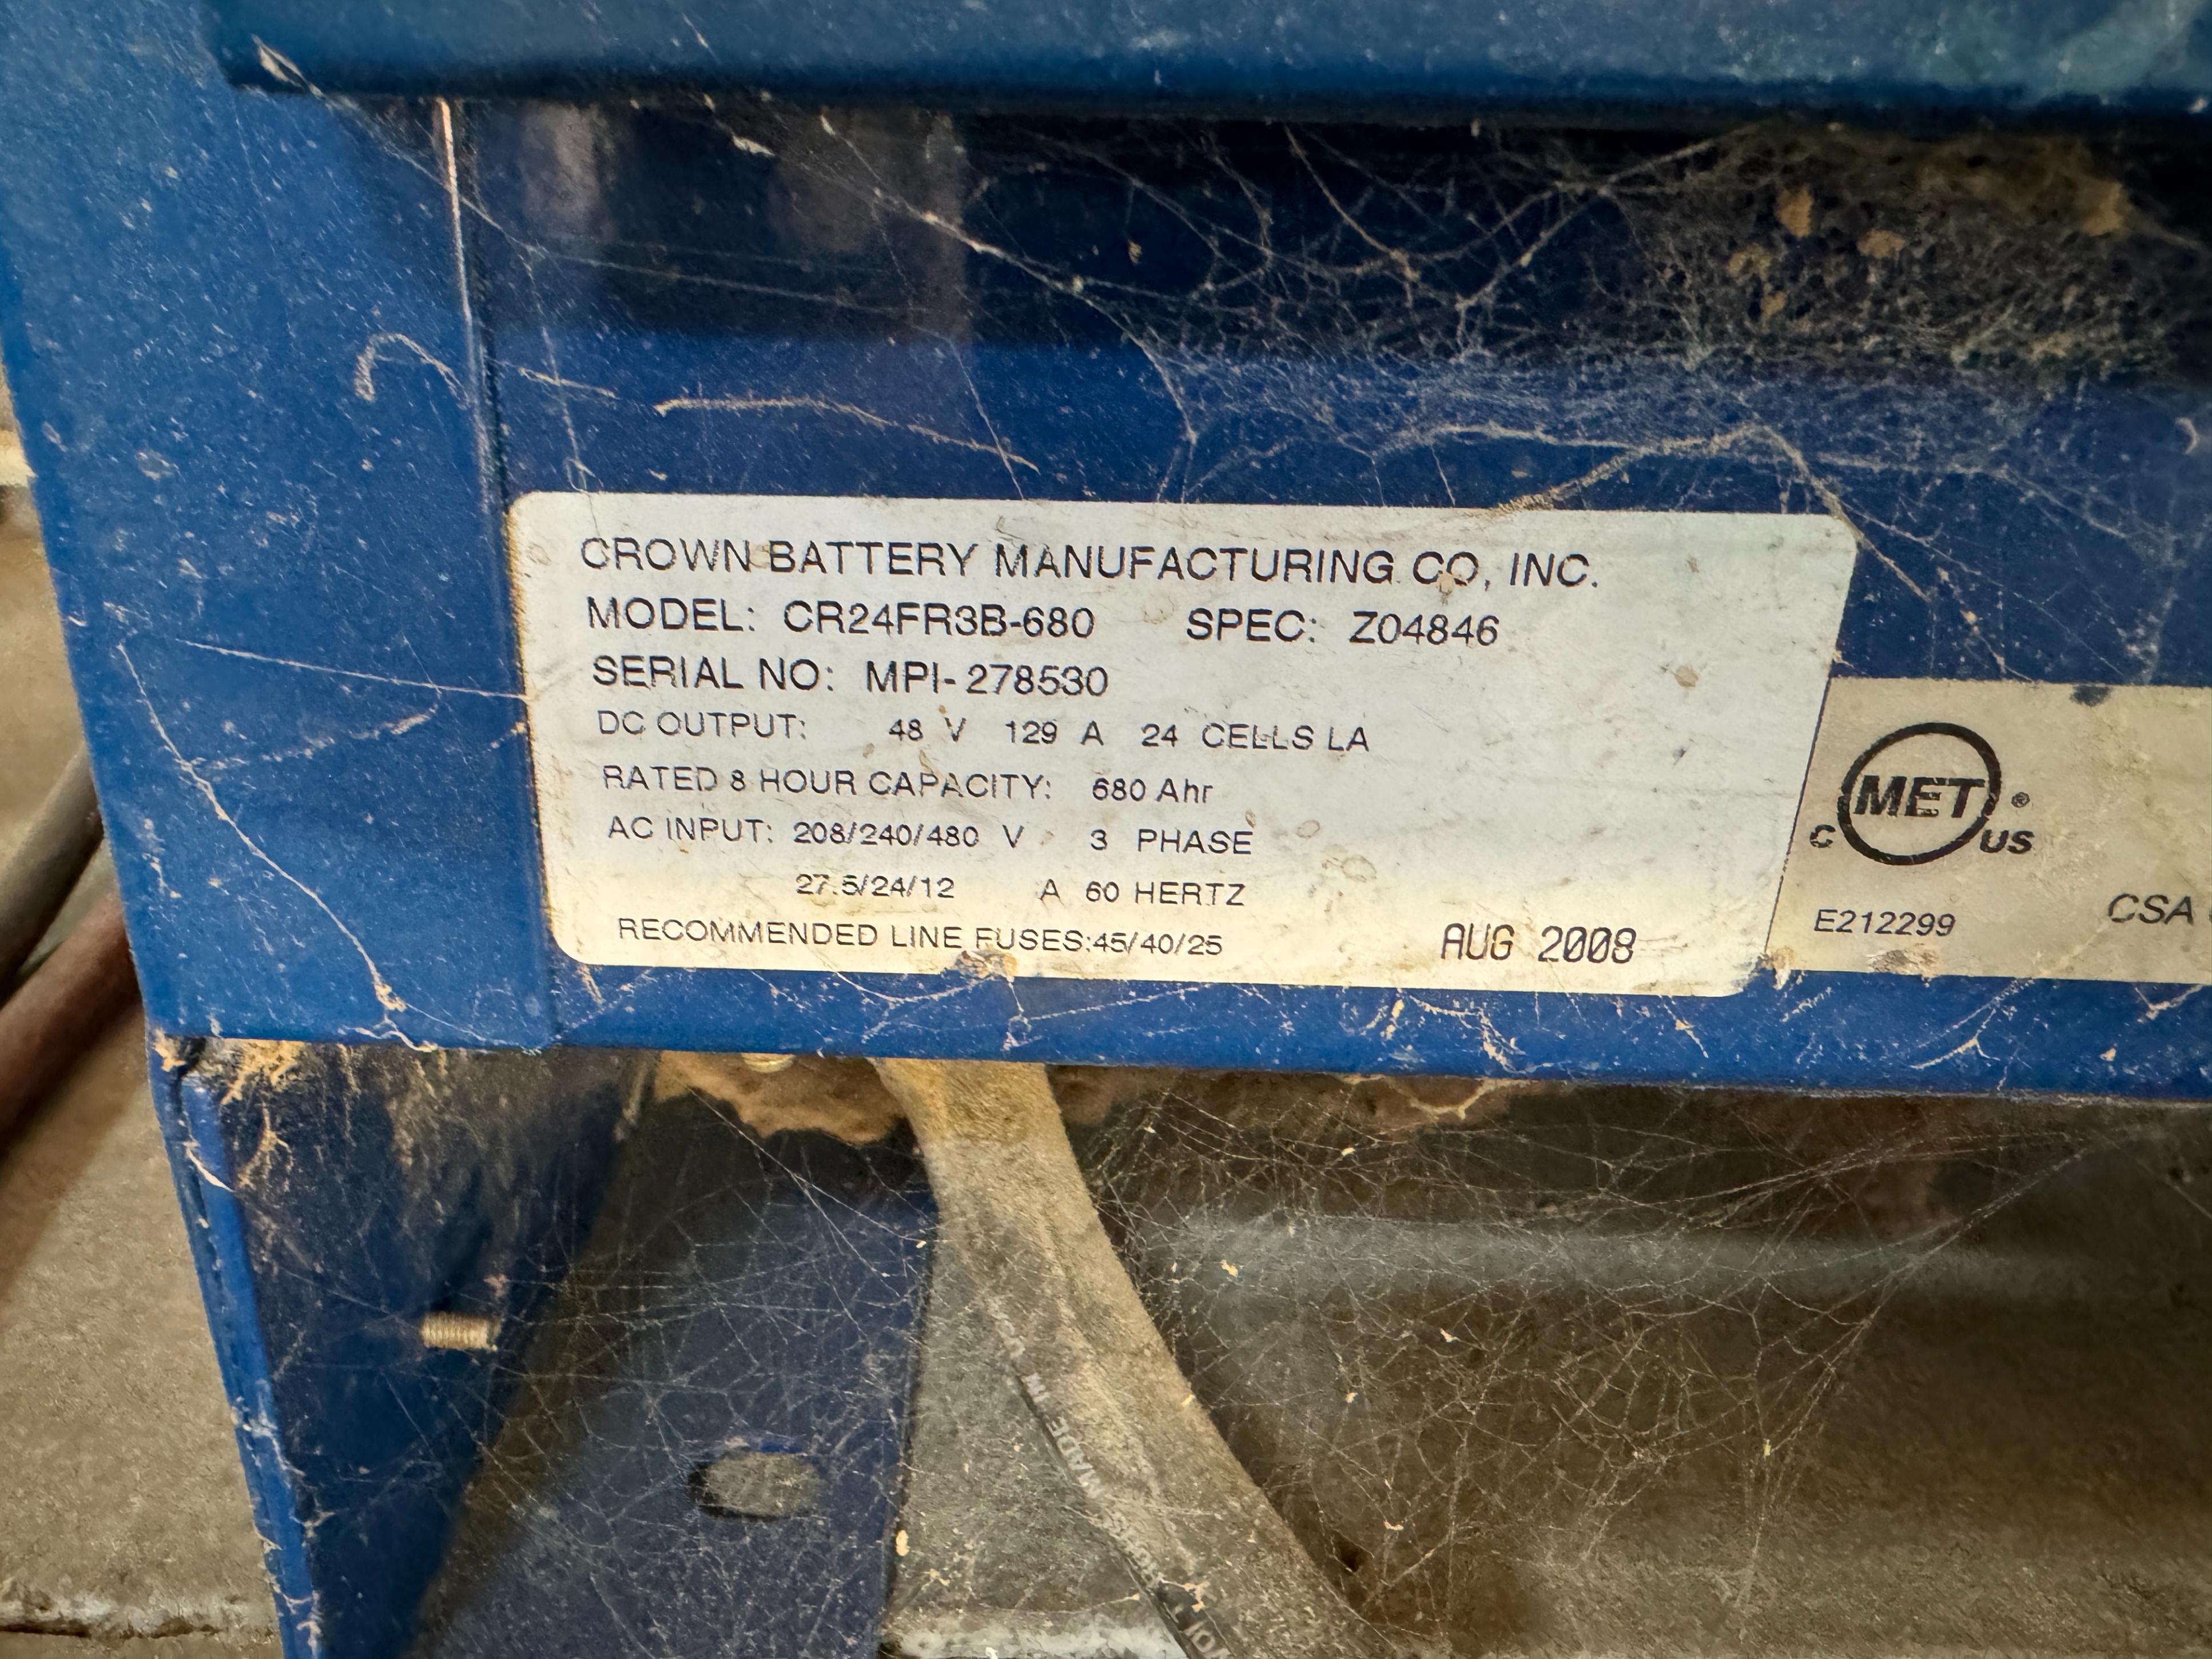 CROWN BATTERY MANUFACTURING CO, INC.
MODEL: CR24FR3B-680 SPEC: Z04846
SERIAL NO: MPI-278530
DC OUTPUT: 48 V 129 A 24 CELLS LA
RATED 8 HOUR CAPACITY: 680 Ahr
AC INPUT: 208/240/480 V 3 PHASE
27.5/24/12 A 60 HERTZ
RECOMMENDED LINE FUSES:45/40/25 AUG 2008
MET®
C US
E212299
CSA
MADE